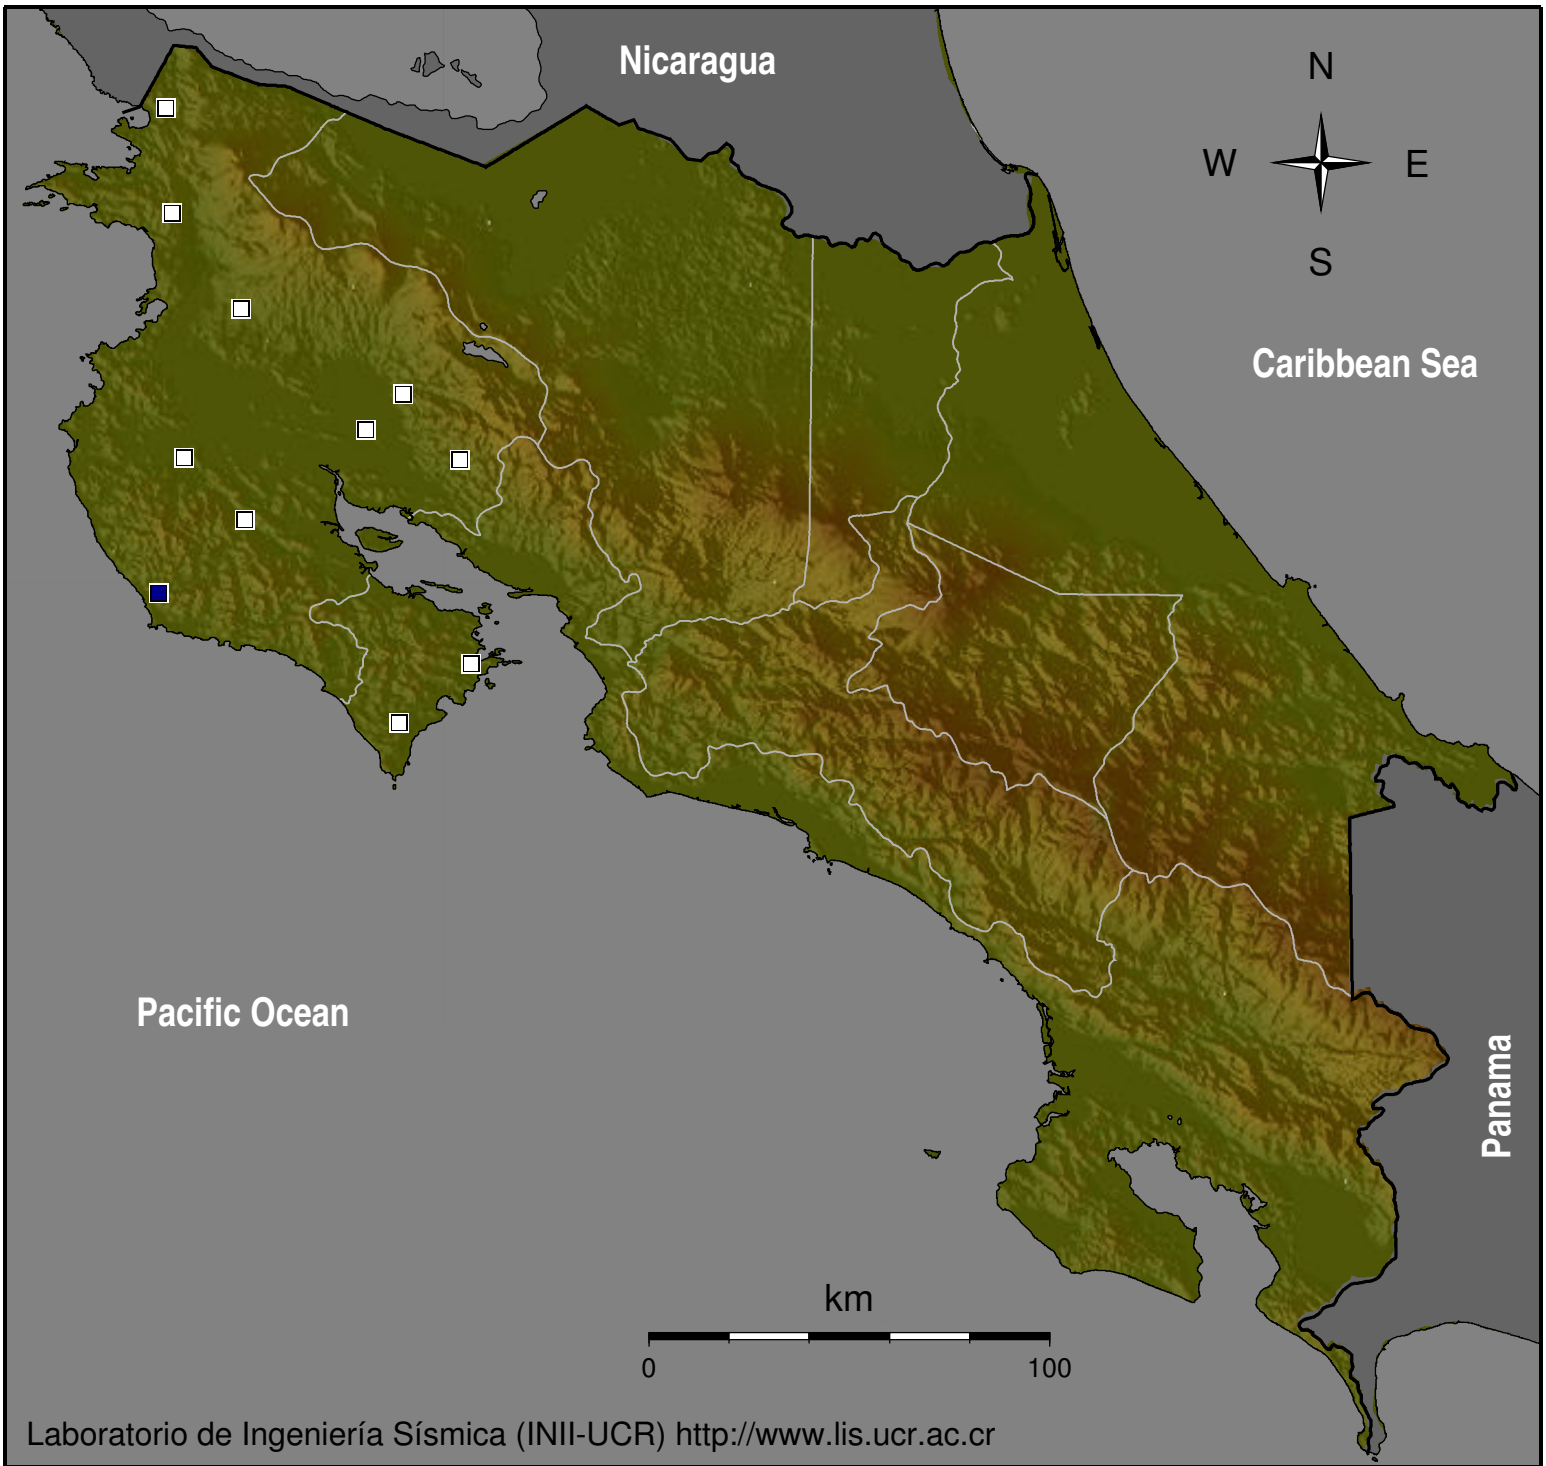 Nicaragua
N
W E
S
Caribbean Sea
Pacific Ocean
Panama
km
0 100
Laboratorio de Ingeniería Sísmica (INII-UCR) http://www.lis.ucr.ac.cr